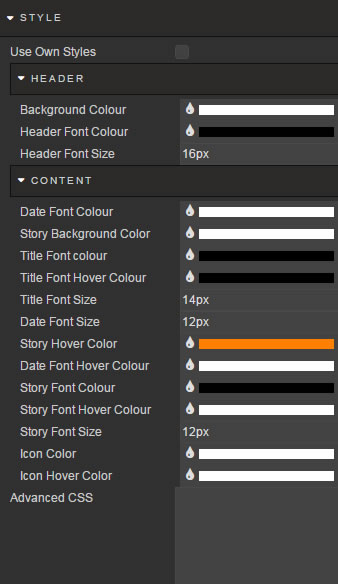 STYLE
Use Own Styles
HEADER
Background Colour
Header Font Colour
Header Font Size 16px
CONTENT
Date Font Colour
Story Background Color
Title Font colour
Title Font Hover Colour
Title Font Size 14px
Date Font Size 12px
Story Hover Color
Date Font Hover Colour
Story Font Colour
Story Font Hover Colour
Story Font Size 12px
Icon Color
Icon Hover Color
Advanced CSS